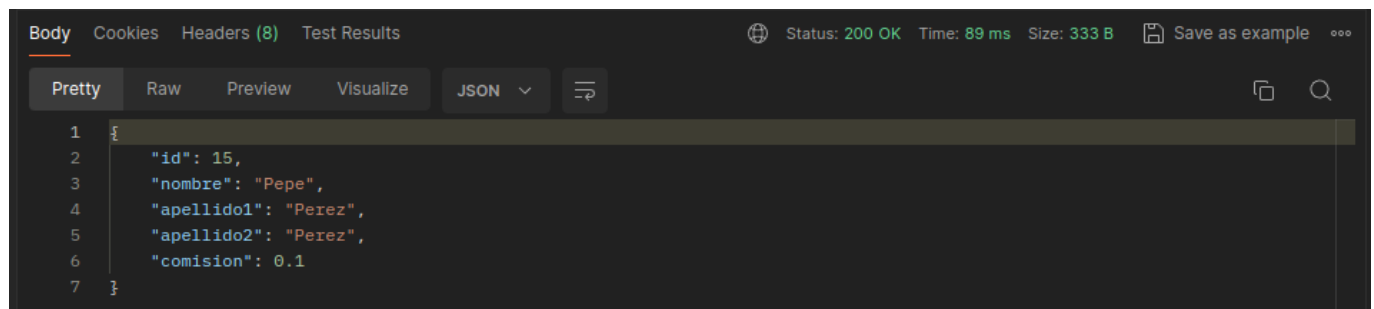 Body Cookies Headers (8) Test Results Status: 200 OK Time: 89 ms Size: 333 B Save as example
Pretty Raw Preview Visualize JSON
1 {
2 "id": 15,
3 "nombre": "Pepe",
4 "apellido1": "Perez",
5 "apellido2": "Perez",
6 "comision": 0.1
7 }